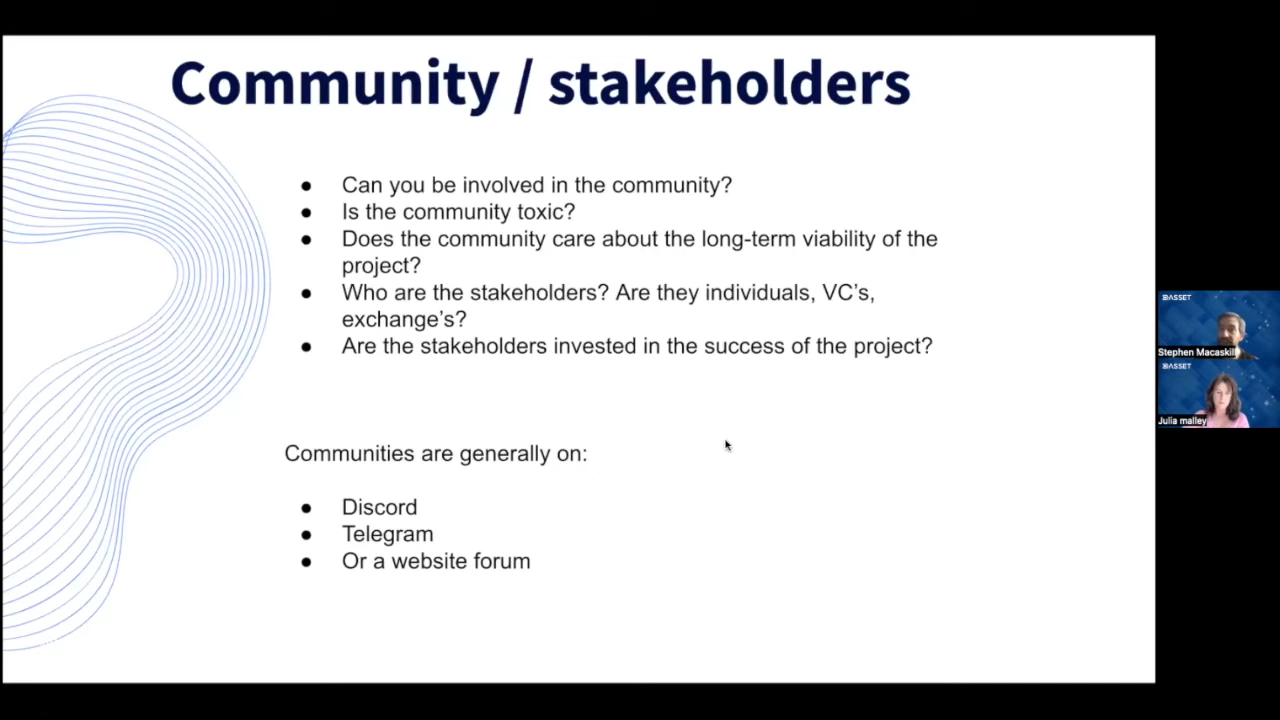 Community / stakeholders
● Can you be involved in the community?
● Is the community toxic?
● Does the community care about the long-term viability of the
project?
● Who are the stakeholders? Are they individuals, VC's,
exchange's?
● Are the stakeholders invested in the success of the project?
Communities are generally on:
● Discord
● Telegram
● Or a website forum
Stephen Macaskill
Julia malley